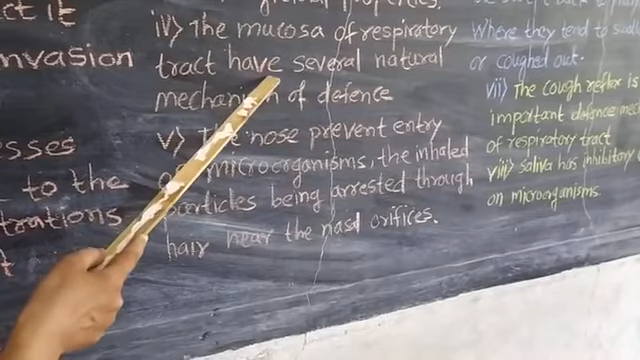 ct it
nvasion
sses
to the
trations
global properties.
iv) The mucosa of respiratory
tract have several natural
mechanism of defence
v) The nose prevent entry
of microorganisms, the inhaled
particles being arrested through
hair near the nasal orifices.
Where they tend to
or coughed out.
vii) The cough reflex is
important defence
of respiratory tract
viii) Saliva has inhibitory
on microorganisms.